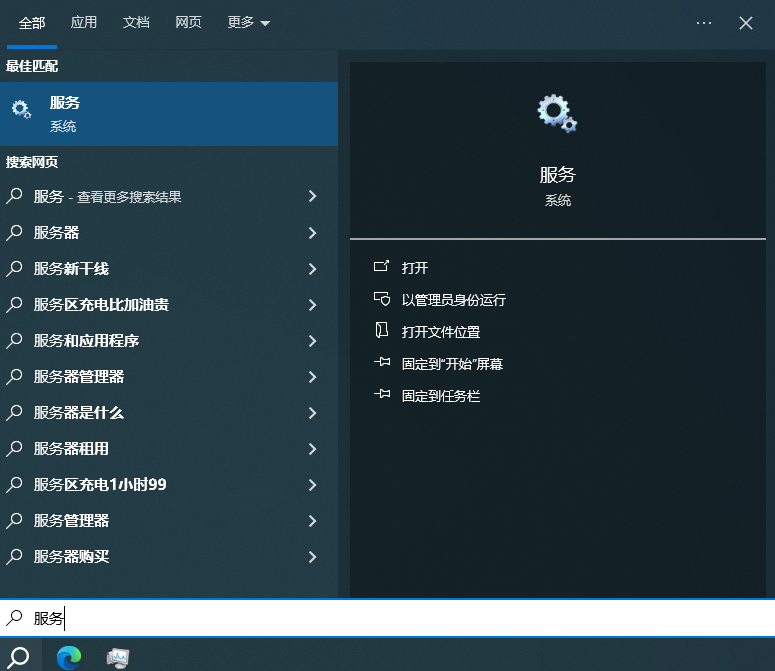 全部 应用 文档 网页 更多
最佳匹配
服务
系统
搜索网页
服务 - 查看更多搜索结果
服务器
服务新干线
服务区充电比加油贵
服务和应用程序
服务器管理器
服务器是什么
服务器租用
服务区充电1小时99
服务管理器
服务器购买
服务
系统
打开
以管理员身份运行
打开文件位置
固定到"开始"屏幕
固定到任务栏
服务